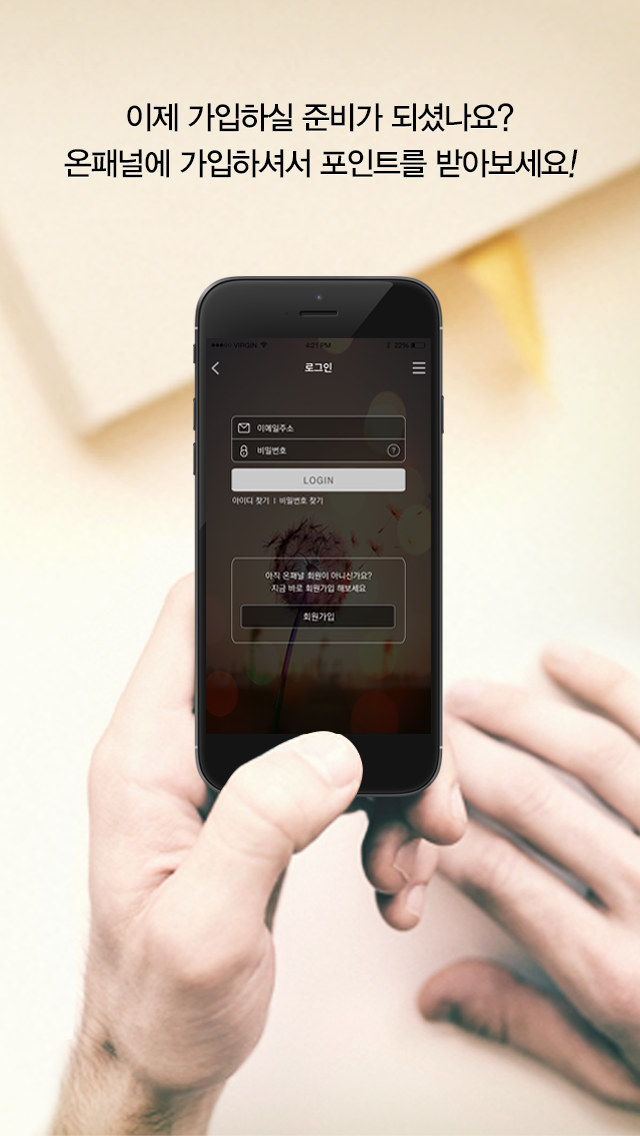 이제 가입하실 준비가 되셨나요?
온패널에 가입하셔서 포인트를 받아보세요!
VIRGIN 4:21 PM 22%
로그인
이메일주소
비밀번호 ?
LOGIN
아이디 찾기 | 비밀번호 찾기
아직 온패널 회원이 아니신가요?
지금 바로 회원가입 해보세요
회원가입